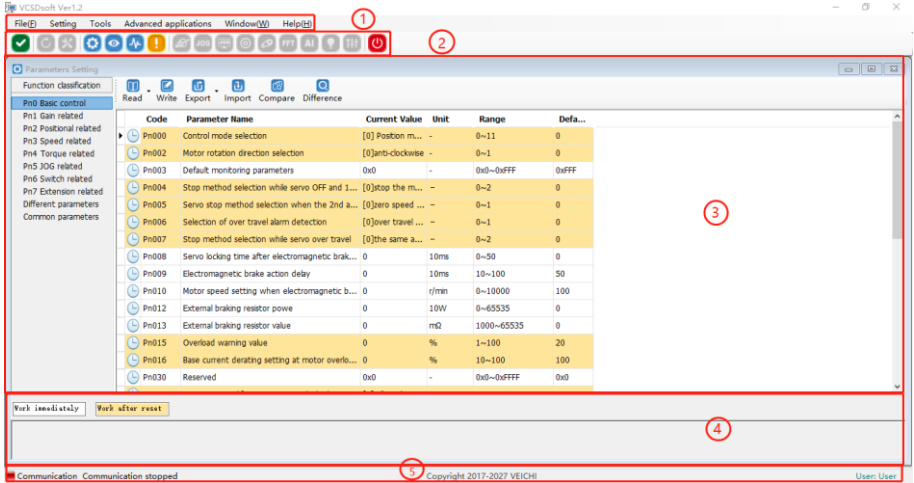 VCSDsoft Ver1.2
File(F) Setting Tools Advanced applications Window(W) Help(H)
1
2
JOG FFT AI
Parameters Setting
Function classification
Pn0 Basic control
Pn1 Gain related
Pn2 Positional related
Pn3 Speed related
Pn4 Torque related
Pn5 JOG related
Pn6 Switch related
Pn7 Extension related
Different parameters
Common parameters
Read Write Export Import Compare Difference
Code Parameter Name Current Value Unit Range Defa...
Pn000 Control mode selection [0] Position m... - 0~11 0
Pn002 Motor rotation direction selection [0]anti-clockwise - 0~1 0
Pn003 Default monitoring parameters 0x0 - 0x0~0xFFF 0xFFF
Pn004 Stop method selection while servo OFF and 1... [0]stop the m... - 0~2 0
Pn005 Servo stop method selection when the 2nd a... [0]zero speed ... - 0~1 0
Pn006 Selection of over travel alarm detection [0]over travel ... - 0~1 0
Pn007 Stop method selection while servo over travel [0]the same a... - 0~2 0
Pn008 Servo locking time after electromagnetic brak... 0 10ms 0~50 0
Pn009 Electromagnetic brake action delay 0 10ms 10~100 50
Pn010 Motor speed setting when electromagnetic b... 0 r/min 0~10000 100
Pn012 External braking resistor powe 0 10W 0~65535 0
Pn013 External braking resistor value 0 mΩ 1000~65535 0
Pn015 Overload warning value 0 % 1~100 20
Pn016 Base current derating setting at motor overlo... 0 % 10~100 100
Pn030 Reserved 0x0 - 0x0~0xFFFF 0x0
3
Work immediately Work after reset
4
5
Communication Communication stopped Copyright 2017-2027 VEICHI User: User